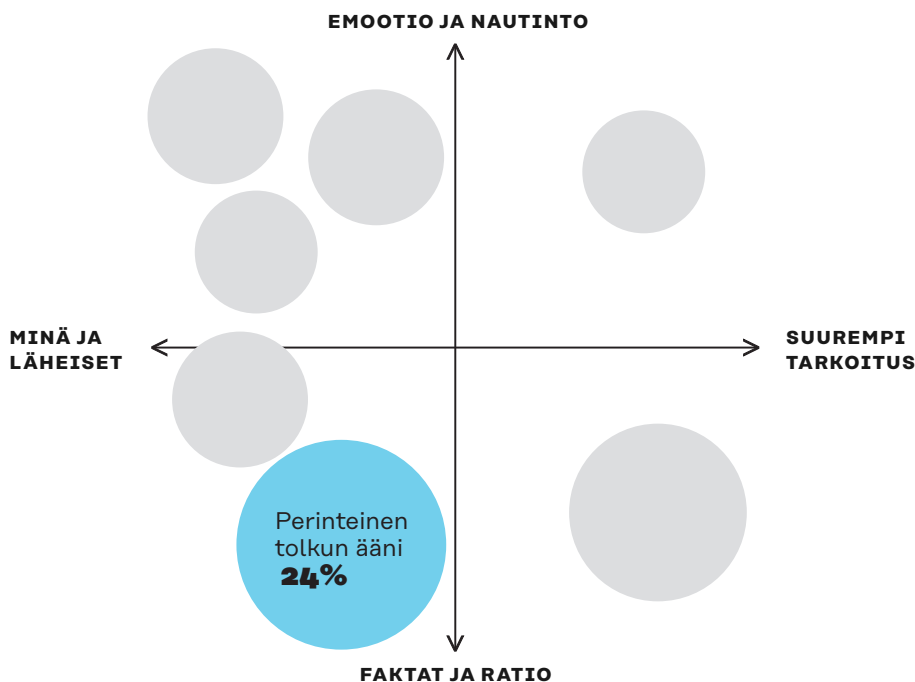 EMOOTIO JA NAUTINTO
MINÄ JA
LÄHEISET
SUUREMPI
TARKOITUS
Perinteinen
tolkun ääni
24%
FAKTAT JA RATIO